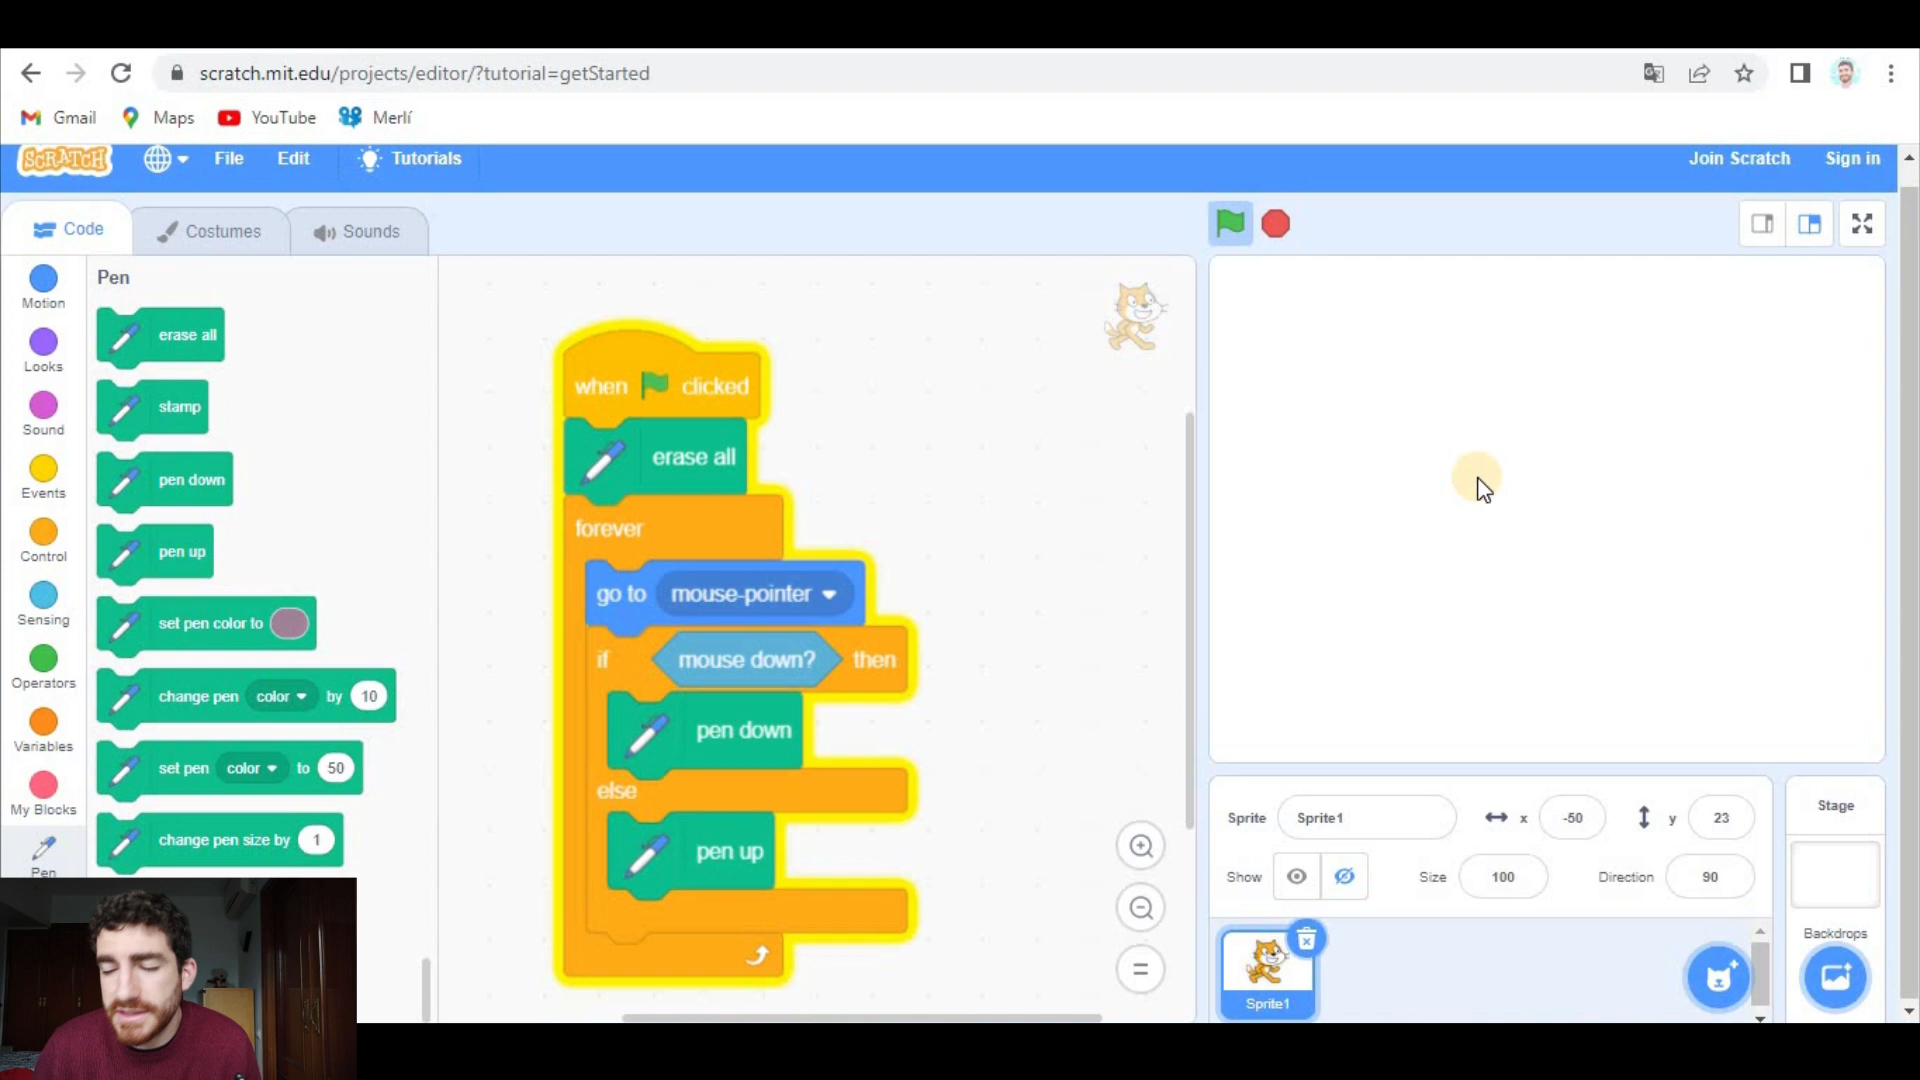 scratch.mit.edu/projects/editor/?tutorial=getStarted
Gmail Maps YouTube Merlí
SCRATCH File Edit Tutorials Join Scratch Sign in
Code Costumes Sounds
Motion
Looks
Sound
Events
Control
Sensing
Operators
Variables
My Blocks
Pen
Pen
erase all
stamp
pen down
pen up
set pen color to
change pen color by 10
set pen color to 50
change pen size by 1
when clicked
erase all
forever
go to mouse-pointer
if mouse down? then
pen down
else
pen up
Sprite Sprite1 x -50 y 23
Show Size 100 Direction 90
Sprite1
Stage
Backdrops